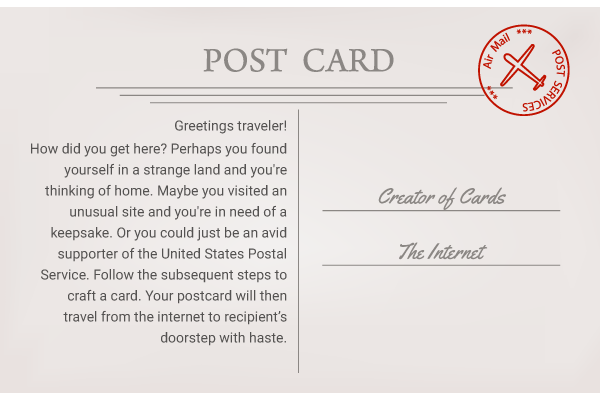 POST CARD
Air Mail
***
POST SERVICES
***
Greetings traveler!
How did you get here? Perhaps you found
yourself in a strange land and you're
thinking of home. Maybe you visited an
unusual site and you're in need of a
keepsake. Or you could just be an avid
supporter of the United States Postal
Service. Follow the subsequent steps to
craft a card. Your postcard will then
travel from the internet to recipient's
doorstep with haste.
Creator of Cards
The Internet